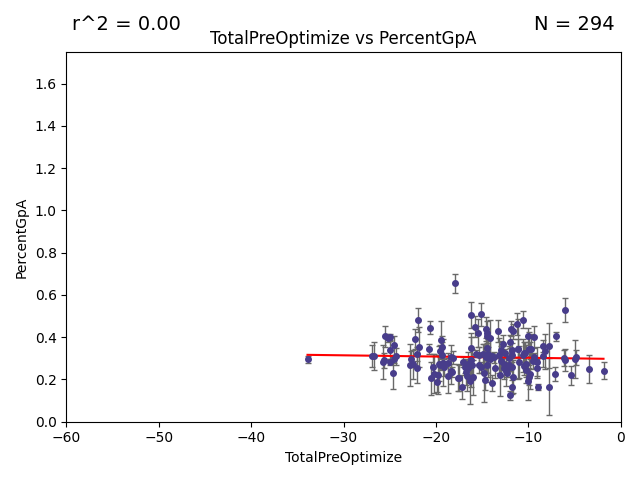 r^2 = 0.00
N = 294
TotalPreOptimize vs PercentGpA
PercentGpA
1.6
1.4
1.2
1.0
0.8
0.6
0.4
0.2
0.0
−60 −50 −40 −30 −20 −10 0
TotalPreOptimize